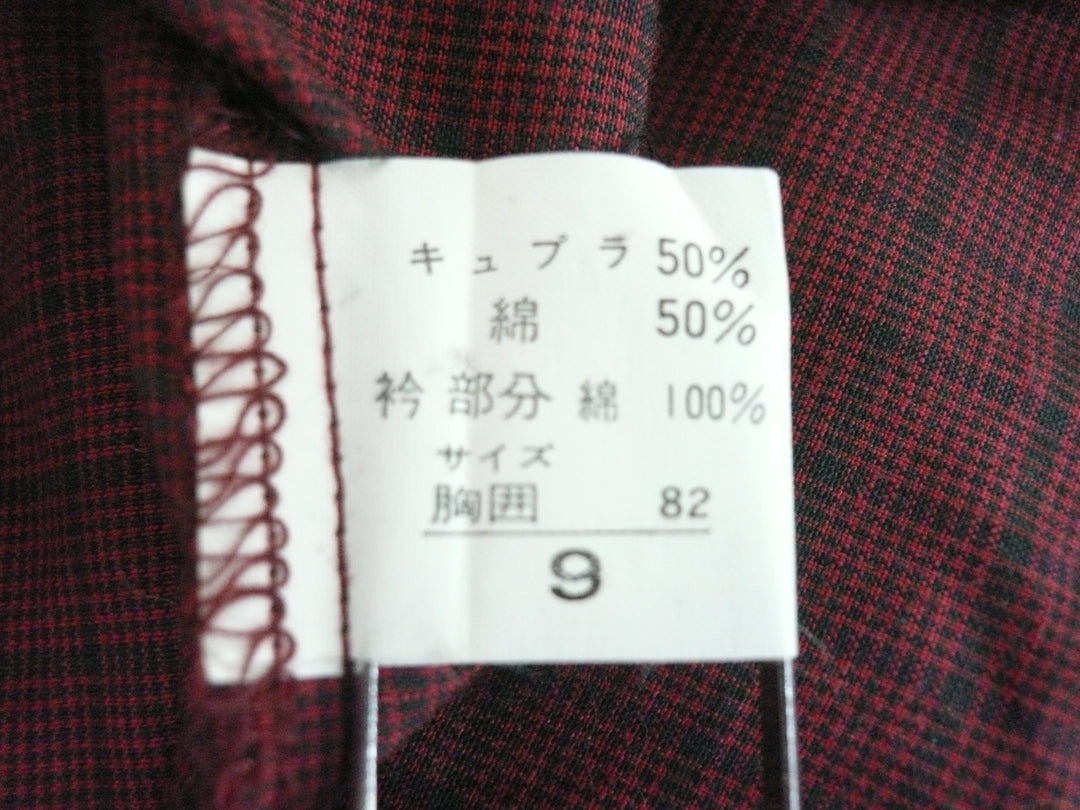 キュプラ 50%
綿 50%
衿部分 綿 100%
サイズ
胸囲 82
9